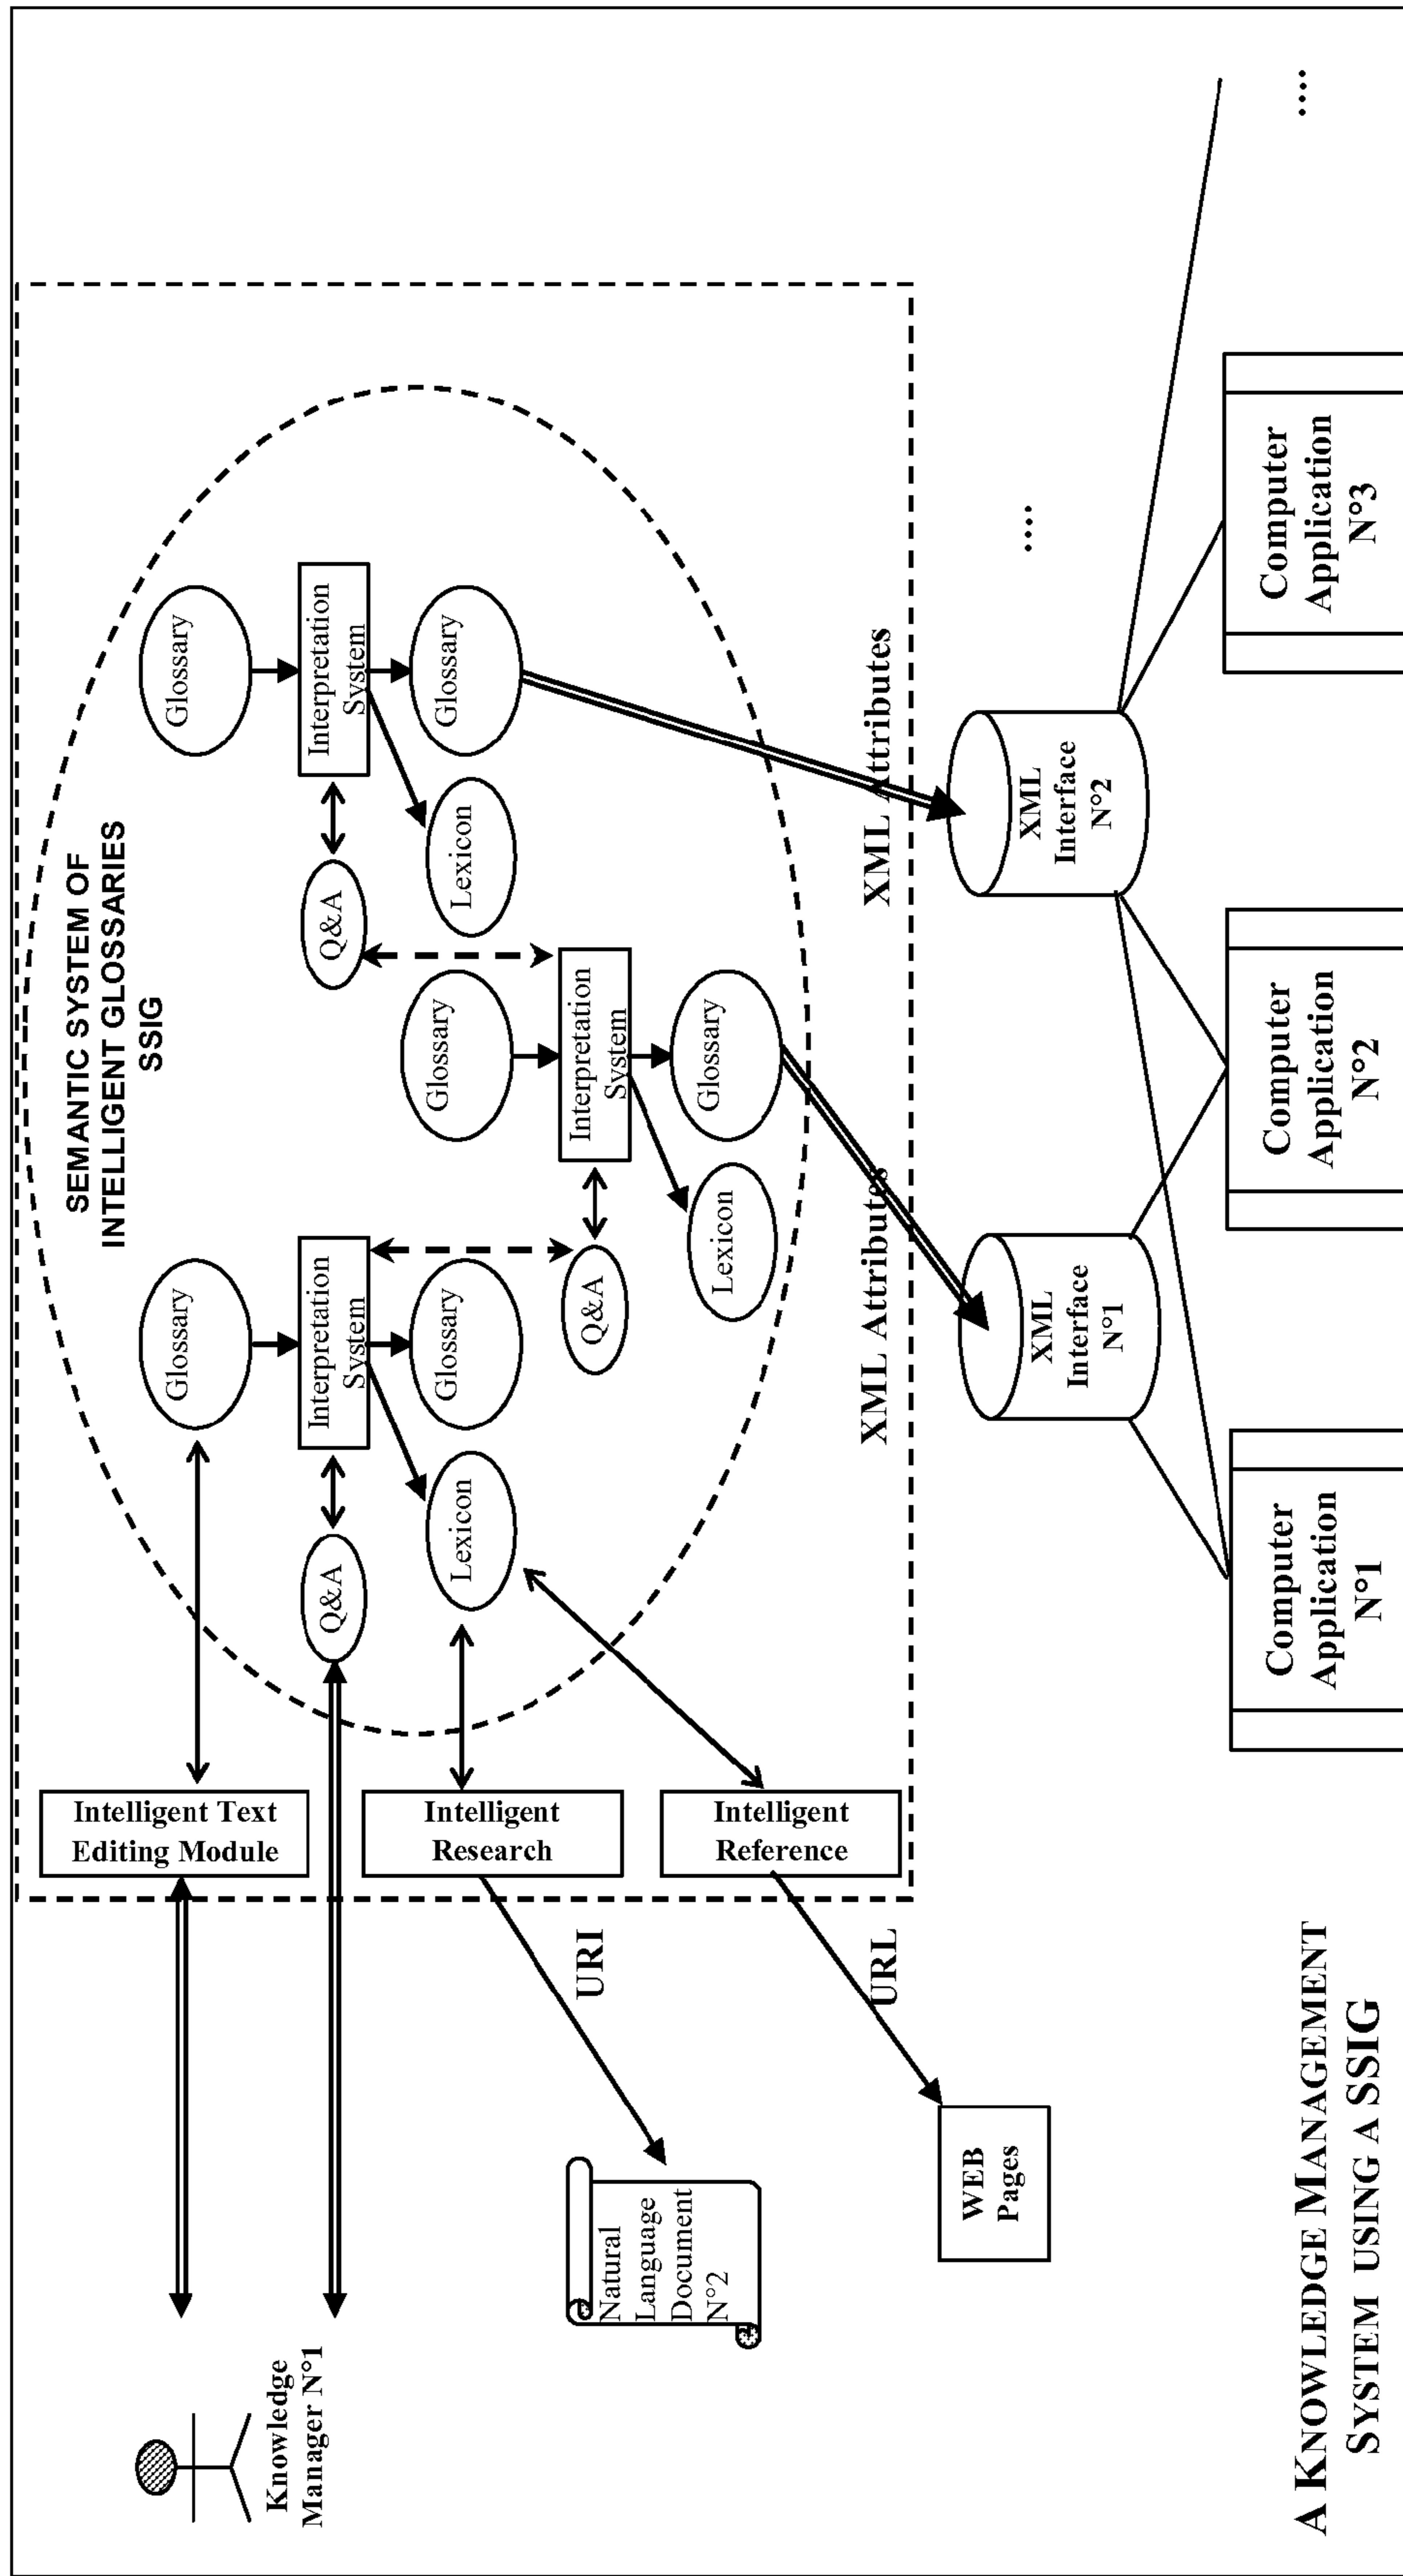 SEMANTIC SYSTEM OF
INTELLIGENT GLOSSARIES
SSIG
Knowledge
Manager N°1
Intelligent Text
Editing Module
Intelligent
Research
Intelligent
Reference
URI
URL
Natural
Language
Document
N°2
WEB
Pages
Glossary
Interpretation
System
Q&A
Glossary
Lexicon
Glossary
Interpretation
System
Q&A
Glossary
Lexicon
Glossary
Interpretation
System
Q&A
Glossary
Lexicon
XML Attributes
XML Attributes
XML
Interface
N°1
XML
Interface
N°2
....
Computer
Application
N°1
Computer
Application
N°2
Computer
Application
N°3
....
A KNOWLEDGE MANAGEMENT
SYSTEM USING A SSIG